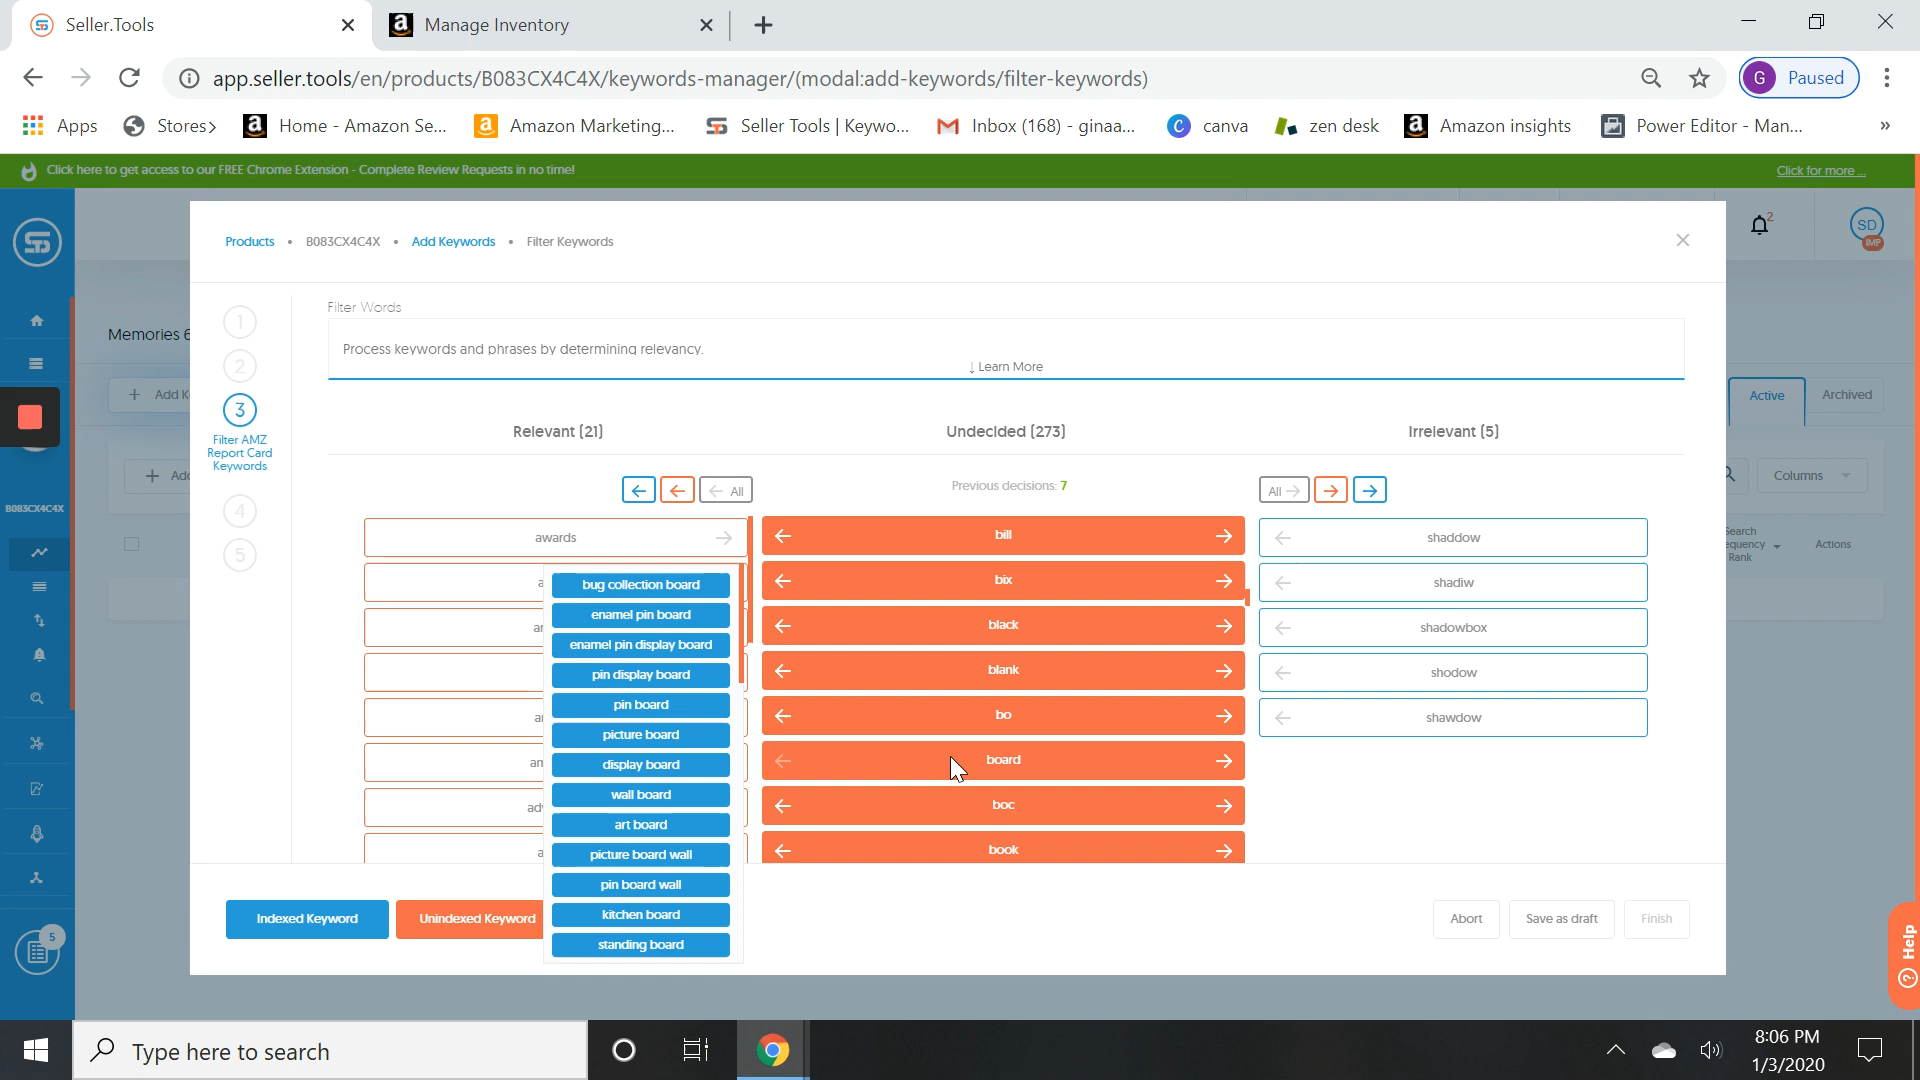 Seller.Tools
Manage Inventory
app.seller.tools/en/products/B083CX4C4X/keywords-manager/(modal:add-keywords/filter-keywords)
G Paused
Apps
Stores>
Home - Amazon Se...
Amazon Marketing...
Seller Tools | Keywo...
Inbox (168) - ginaa...
canva
zen desk
Amazon insights
Power Editor - Man...
»
Click here to get access to our FREE Chrome Extension - Complete Review Requests in no time!
Click for more ...
Products • B083CX4C4X • Add Keywords • Filter Keywords
2
SD
IMP
Memories 6
Filter Words
Process keywords and phrases by determining relevancy.
↓ Learn More
1
2
3
Filter AMZ
Report Card
Keywords
4
5
Active
Archived
Relevant (21)
Undecided (273)
Irrelevant (5)
← All
Previous decisions: 7
All →
Columns
B083CX4C4X
Search
Rank
Actions
awards
bug collection board
enamel pin board
enamel pin display board
pin display board
pin board
picture board
display board
wall board
art board
picture board wall
pin board wall
kitchen board
standing board
bill
bix
black
blank
bo
board
boc
book
shaddow
shadiw
shadowbox
shodow
shawdow
Indexed Keyword
Unindexed Keyword
Abort
Save as draft
Finish
5
Help
Type here to search
8:06 PM
1/3/2020